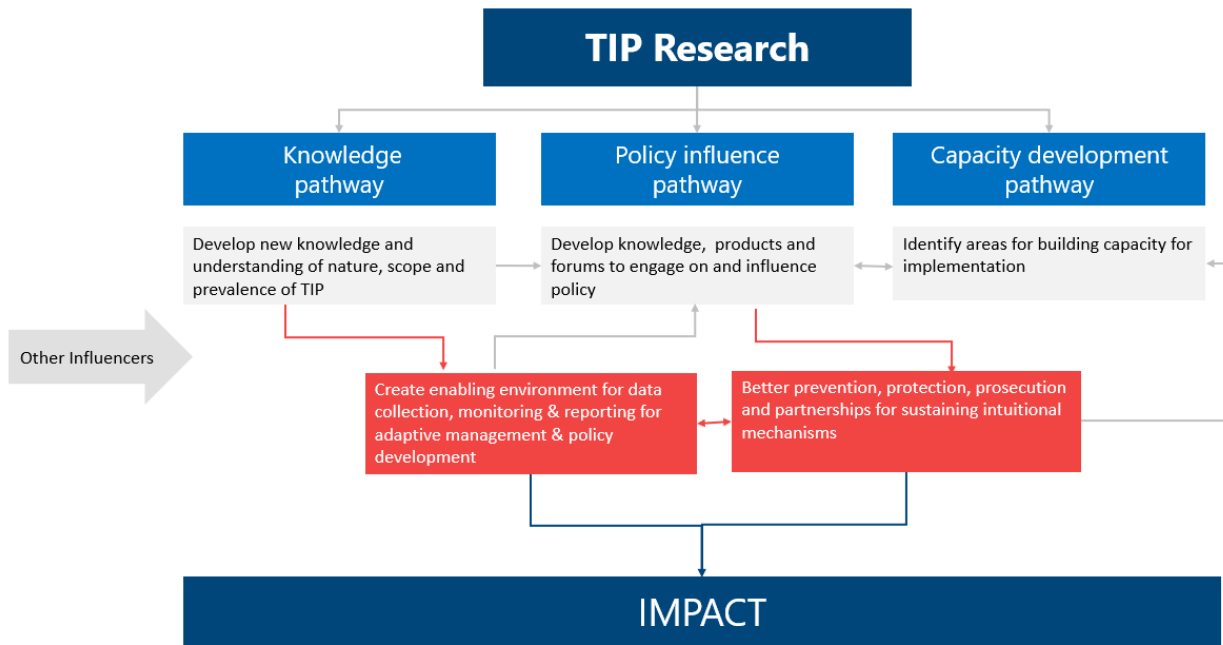 TIP Research
Knowledge
pathway
Policy influence
pathway
Capacity development
pathway
Develop new knowledge and
understanding of nature, scope and
prevalence of TIP
Develop knowledge, products and
forums to engage on and influence
policy
Identify areas for building capacity for
implementation
Other Influencers
Create enabling environment for data
collection, monitoring & reporting for
adaptive management & policy
development
Better prevention, protection, prosecution
and partnerships for sustaining intuitional
mechanisms
IMPACT